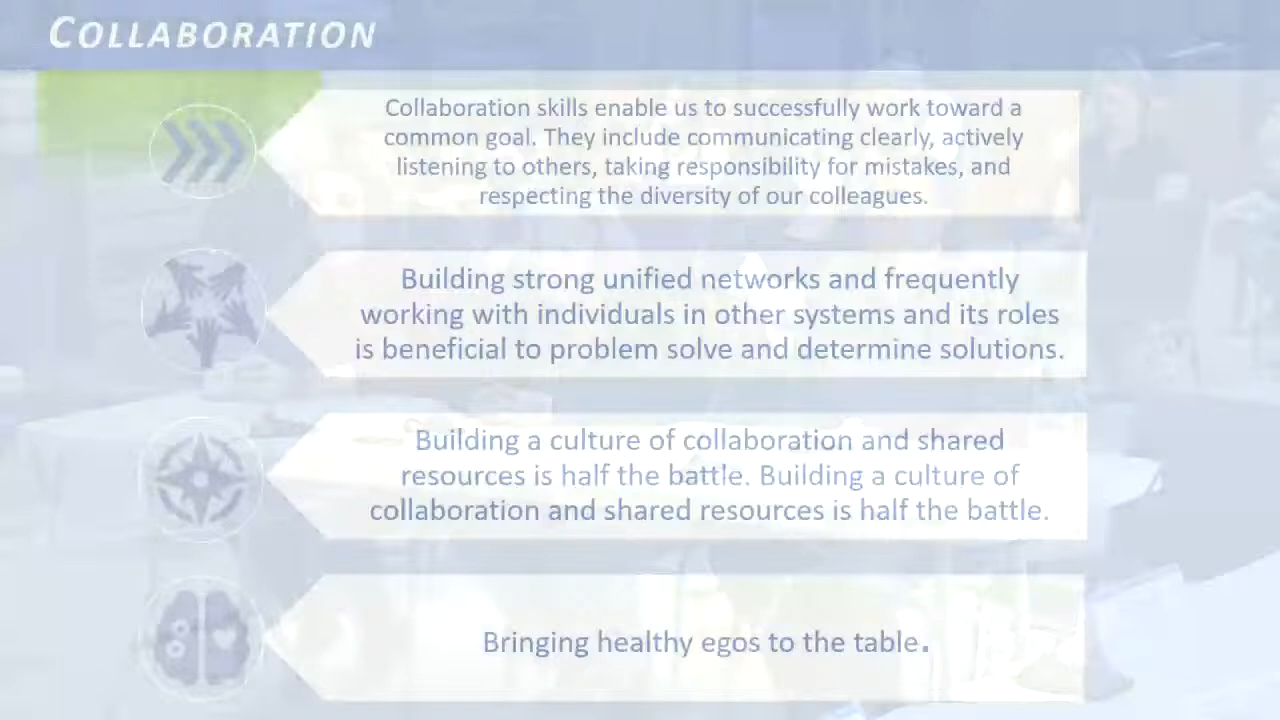 COLLABORATION
Collaboration skills enable us to successfully work toward a
common goal. They include communicating clearly, actively
listening to others, taking responsibility for mistakes, and
respecting the diversity of our colleagues.
Building strong unified networks and frequently
working with individuals in other systems and its roles
is beneficial to problem solve and determine solutions.
Building a culture of collaboration and shared
resources is half the battle. Building a culture of
collaboration and shared resources is half the battle.
Bringing healthy egos to the table.